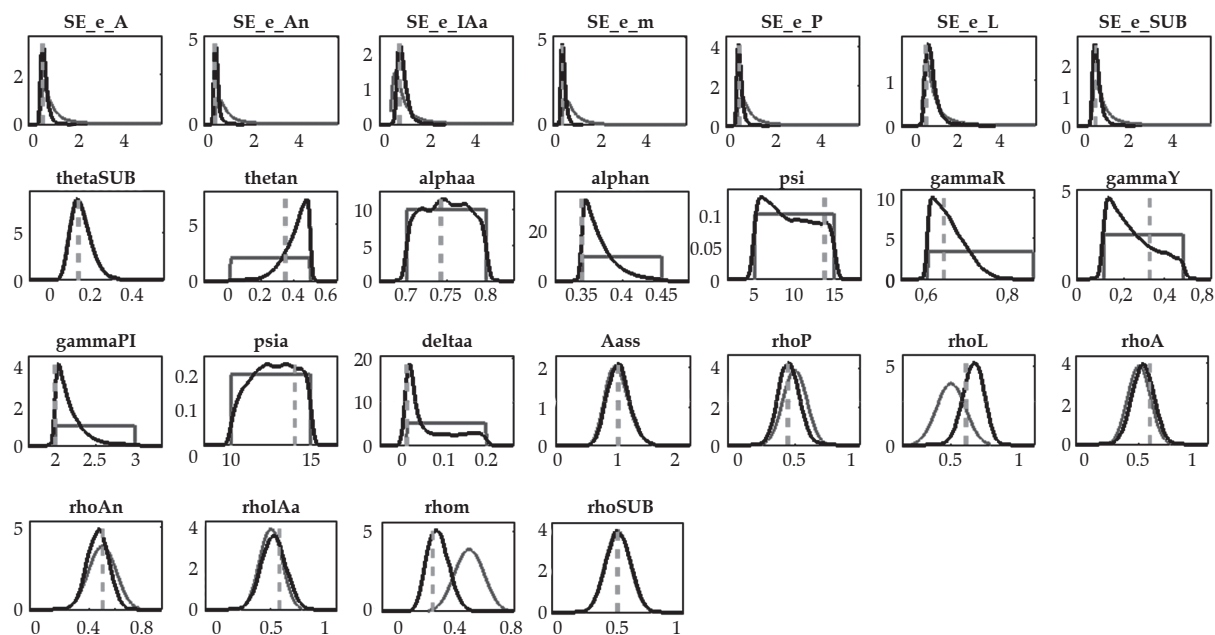 SE_e_A SE_e_An SE_e_IAa SE_e_m SE_e_P SE_e_L SE_e_SUB
2 0 0 2 4
5 0 0 2 4
2 1 0 0 2 4
5 0 0 2 4
4 2 0 0 2 4
1 0 0 2 4
2 1 0 0 2 4
thetaSUB thetan alphaa alphan psi gammaR gammaY
5 0 0 0.2 0.4
5 0 0 0.2 0.4 0.6
10 5 0 0.7 0.75 0.8
20 0 0.35 0.4 0.45
0.1 0.05 0 5 10 15
10 5 0 0,6 0,8
5 0 0 0,2 0,4 0,8
gammaPI psia deltaa Aass rhoP rhoL rhoA
4 2 0 2 2.5 3
0.2 0.1 0 10 15
20 10 0 0 0.1 0.2
2 1 0 0 1 2
4 2 0 0 0.5 1
4 2 0 0.5 1
4 2 0 0 0.5 1
rhoAn rholAa rhom rhoSUB
5 0 0 0.4 0.8
4 2 0 0 0.5 1
5 0 0 0.2 0.4 0.6 0.8
4 2 0 0 0.5 1